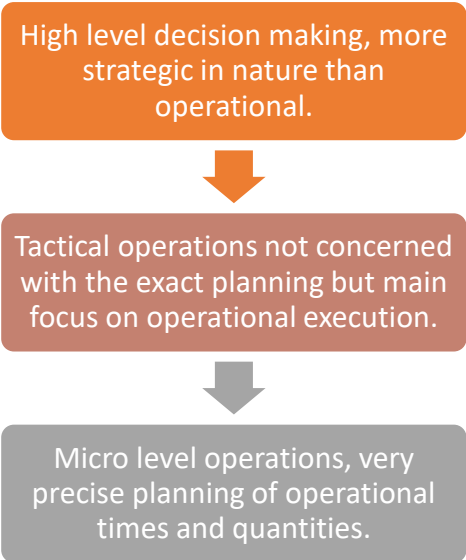 High level decision making, more
strategic in nature than
operational.
Tactical operations not concerned
with the exact planning but main
focus on operational execution.
Micro level operations, very
precise planning of operational
times and quantities.